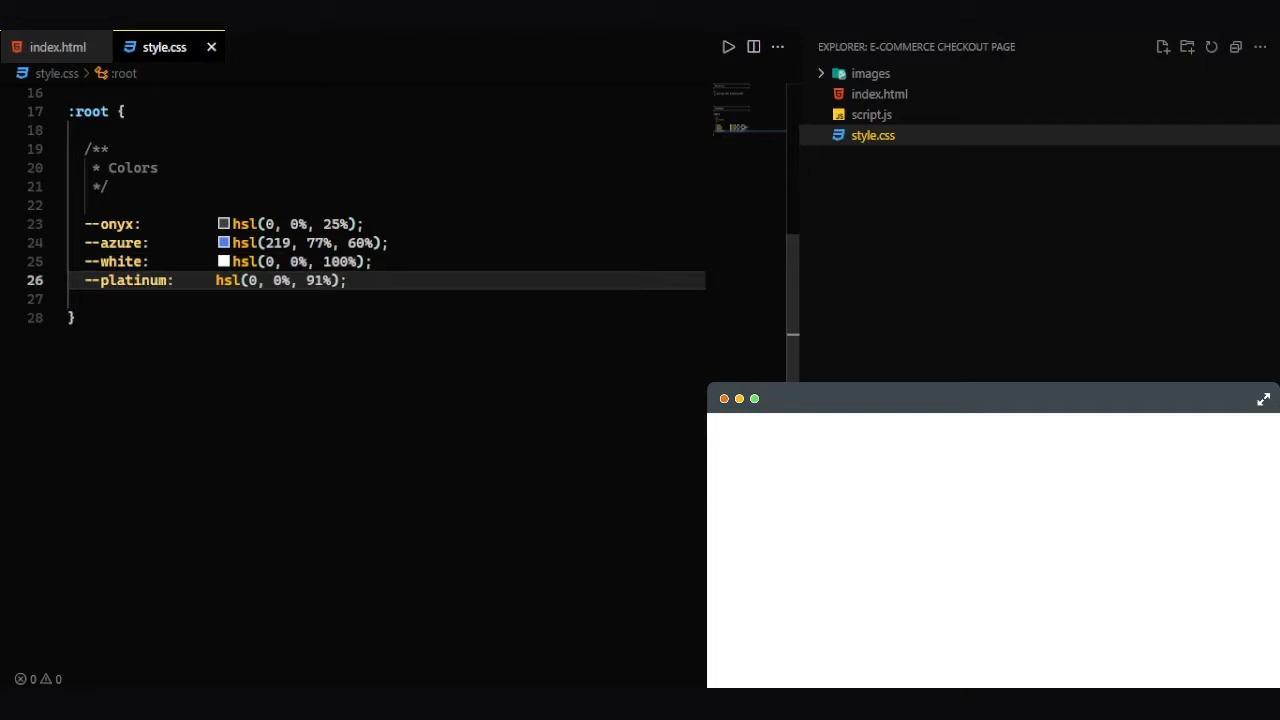 index.html
style.css
style.css
:root
EXPLORER: E-COMMERCE CHECKOUT PAGE
images
index.html
script.js
style.css
16
17 :root {
18
19 /**
20 * Colors
21 */
22
23 --onyx: hsl(0, 0%, 25%);
24 --azure: hsl(219, 77%, 60%);
25 --white: hsl(0, 0%, 100%);
26 --platinum: hsl(0, 0%, 91%);
27
28 }
0 0